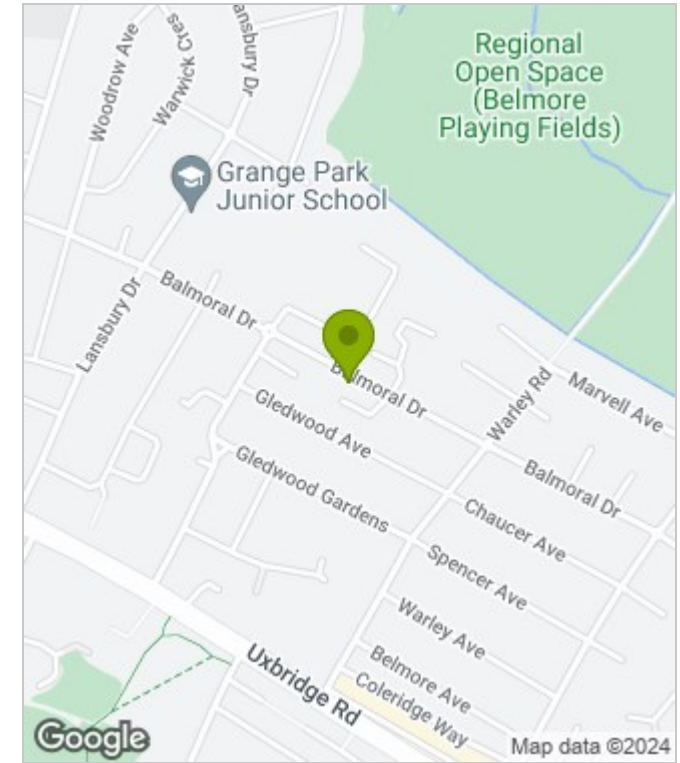 Woodrow Ave
Warwick Cres
ansbury Dr
Regional
Open Space
(Belmore
Playing Fields)
Grange Park
Junior School
Balmoral Dr
Lansbury Dr
Balmoral Dr
Marvell Ave
Warley Rd
Gledwood Ave
Balmoral Dr
Gledwood Gardens
Chaucer Ave
Spencer Ave
Warley Ave
Uxbridge Rd
Belmore Ave
Coleridge Way
Google
Map data ©2024